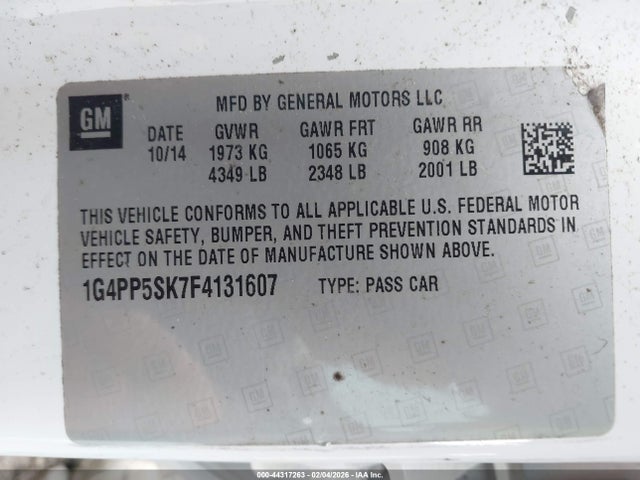 GM
MFD BY GENERAL MOTORS LLC
DATE GVWR GAWR FRT GAWR RR
10/14 1973 KG 1065 KG 908 KG
4349 LB 2348 LB 2001 LB
THIS VEHICLE CONFORMS TO ALL APPLICABLE U.S. FEDERAL MOTOR
VEHICLE SAFETY, BUMPER, AND THEFT PREVENTION STANDARDS IN
EFFECT ON THE DATE OF MANUFACTURE SHOWN ABOVE.
1G4PP5SK7F4131607 TYPE: PASS CAR
000-44317263 - 02/04/2026 - IAAI.COM